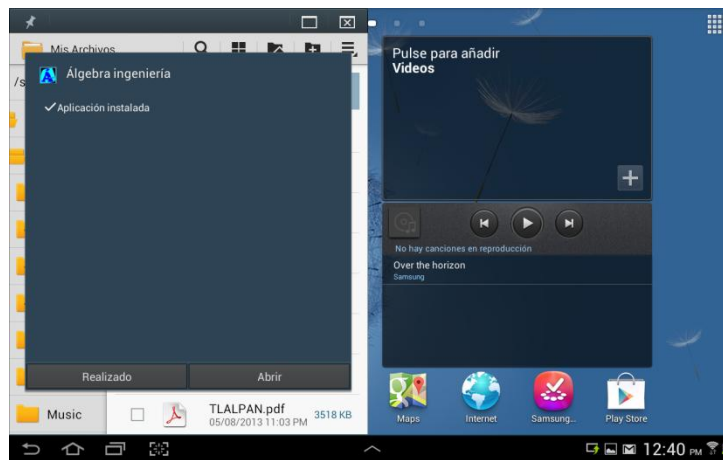 Mis Archivos
/s
Álgebra ingeniería
Aplicación instalada
Realizado
Abrir
Music
TLALPAN.pdf
05/08/2013 11:03 PM
3518 KB
Pulse para añadir
Videos
No hay canciones en reproducción
Over the horizon
Samsung
Maps
Internet
Samsung...
Play Store
12:40 PM